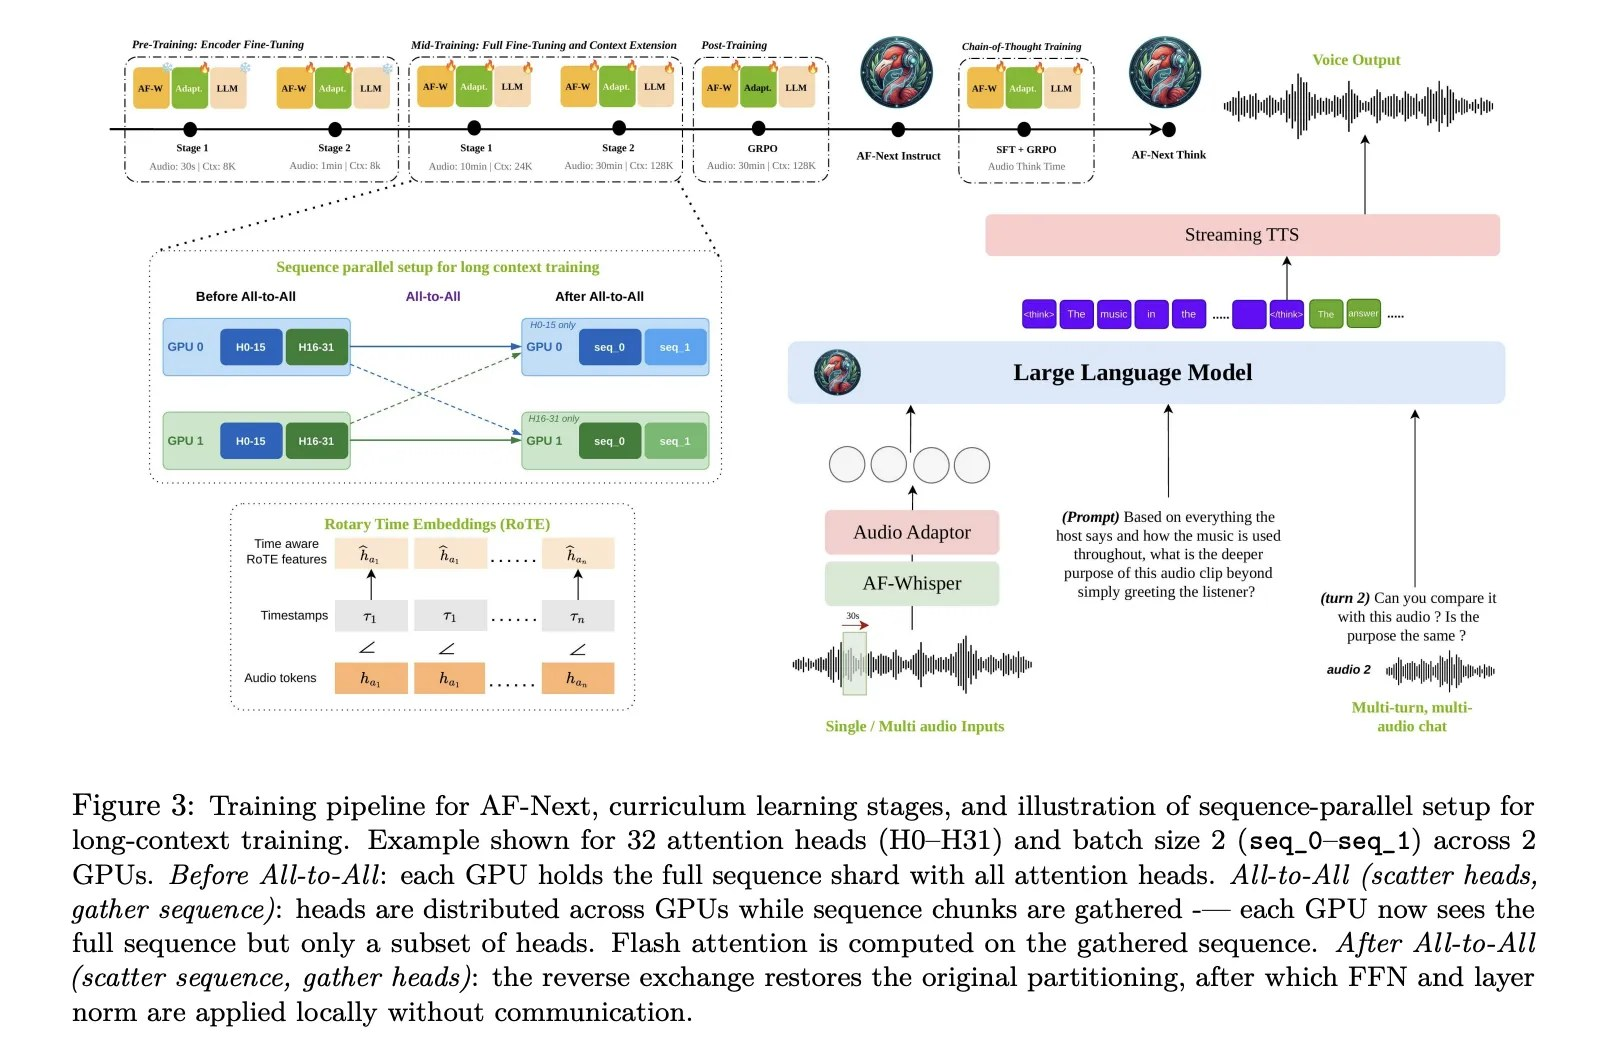 Pre-Training: Encoder Fine-Tuning
AF-W Adapt. LLM
AF-W Adapt. LLM
Stage 1
Audio: 30s | Ctx: 8K
Stage 2
Audio: 1min | Ctx: 8k
Mid-Training: Full Fine-Tuning and Context Extension
AF-W Adapt. LLM
AF-W Adapt. LLM
Stage 1
Audio: 10min | Ctx: 24K
Stage 2
Audio: 30min | Ctx: 128K
Post-Training
AF-W Adapt. LLM
GRPO
Audio: 30min | Ctx: 128K
AF-Next Instruct
Chain-of-Thought Training
AF-W Adapt. LLM
SFT + GRPO
Audio Think Time
AF-Next Think
Voice Output
Streaming TTS
<think> The music in the ..... </think> The answer .....
Large Language Model
Audio Adaptor
AF-Whisper
30s
Single / Multi audio Inputs
(Prompt) Based on everything the
host says and how the music is used
throughout, what is the deeper
purpose of this audio clip beyond
simply greeting the listener?
(turn 2) Can you compare it
with this audio ? Is the
purpose the same ?
audio 2
Multi-turn, multi-
audio chat
Sequence parallel setup for long context training
Before All-to-All All-to-All After All-to-All
GPU 0 H0-15 H16-31
H0-15 only
GPU 0 seq_0 seq_1
GPU 1 H0-15 H16-31
H16-31 only
GPU 1 seq_0 seq_1
Rotary Time Embeddings (RoTE)
Time aware
RoTE features
ĥa1 ĥa1 ...... ĥan
Timestamps τ1 τ1 ...... τn
∠ ∠ ∠
Audio tokens ha1 ha1 ...... han
Figure 3: Training pipeline for AF-Next, curriculum learning stages, and illustration of sequence-parallel setup for
long-context training. Example shown for 32 attention heads (H0–H31) and batch size 2 (seq_0–seq_1) across 2
GPUs. Before All-to-All: each GPU holds the full sequence shard with all attention heads. All-to-All (scatter heads,
gather sequence): heads are distributed across GPUs while sequence chunks are gathered -— each GPU now sees the
full sequence but only a subset of heads. Flash attention is computed on the gathered sequence. After All-to-All
(scatter sequence, gather heads): the reverse exchange restores the original partitioning, after which FFN and layer
norm are applied locally without communication.